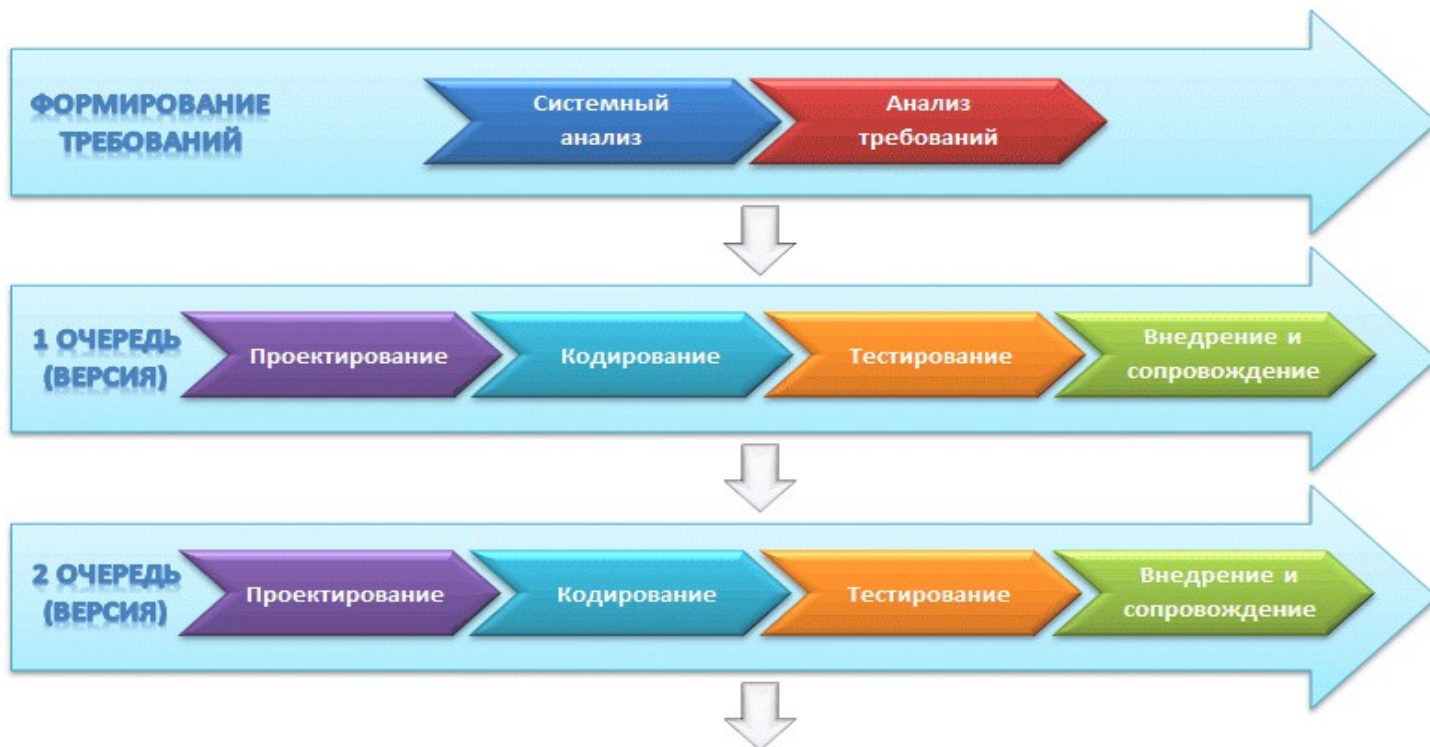 ФОРМИРОВАНИЕ
ТРЕБОВАНИЙ
Системный
анализ
Анализ
требований
1 ОЧЕРЕДЬ
(ВЕРСИЯ)
Проектирование
Кодирование
Тестирование
Внедрение и
сопровождение
2 ОЧЕРЕДЬ
(ВЕРСИЯ)
Проектирование
Кодирование
Тестирование
Внедрение и
сопровождение